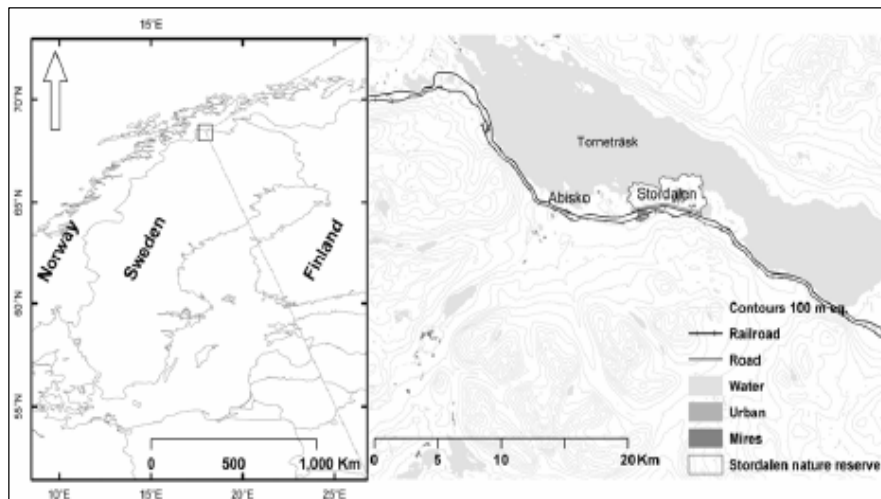 15°E
70°N
65°N
60°N
55°N
Norway
Sweden
Finland
0 500 1,000 Km
10°E 15°E 20°E 25°E
Torneträsk
Abisko
Stordalen
Contours 100 m eq.
Railroad
Road
Water
Urban
Mires
Stordalen nature reserve
0 5 10 20 Km